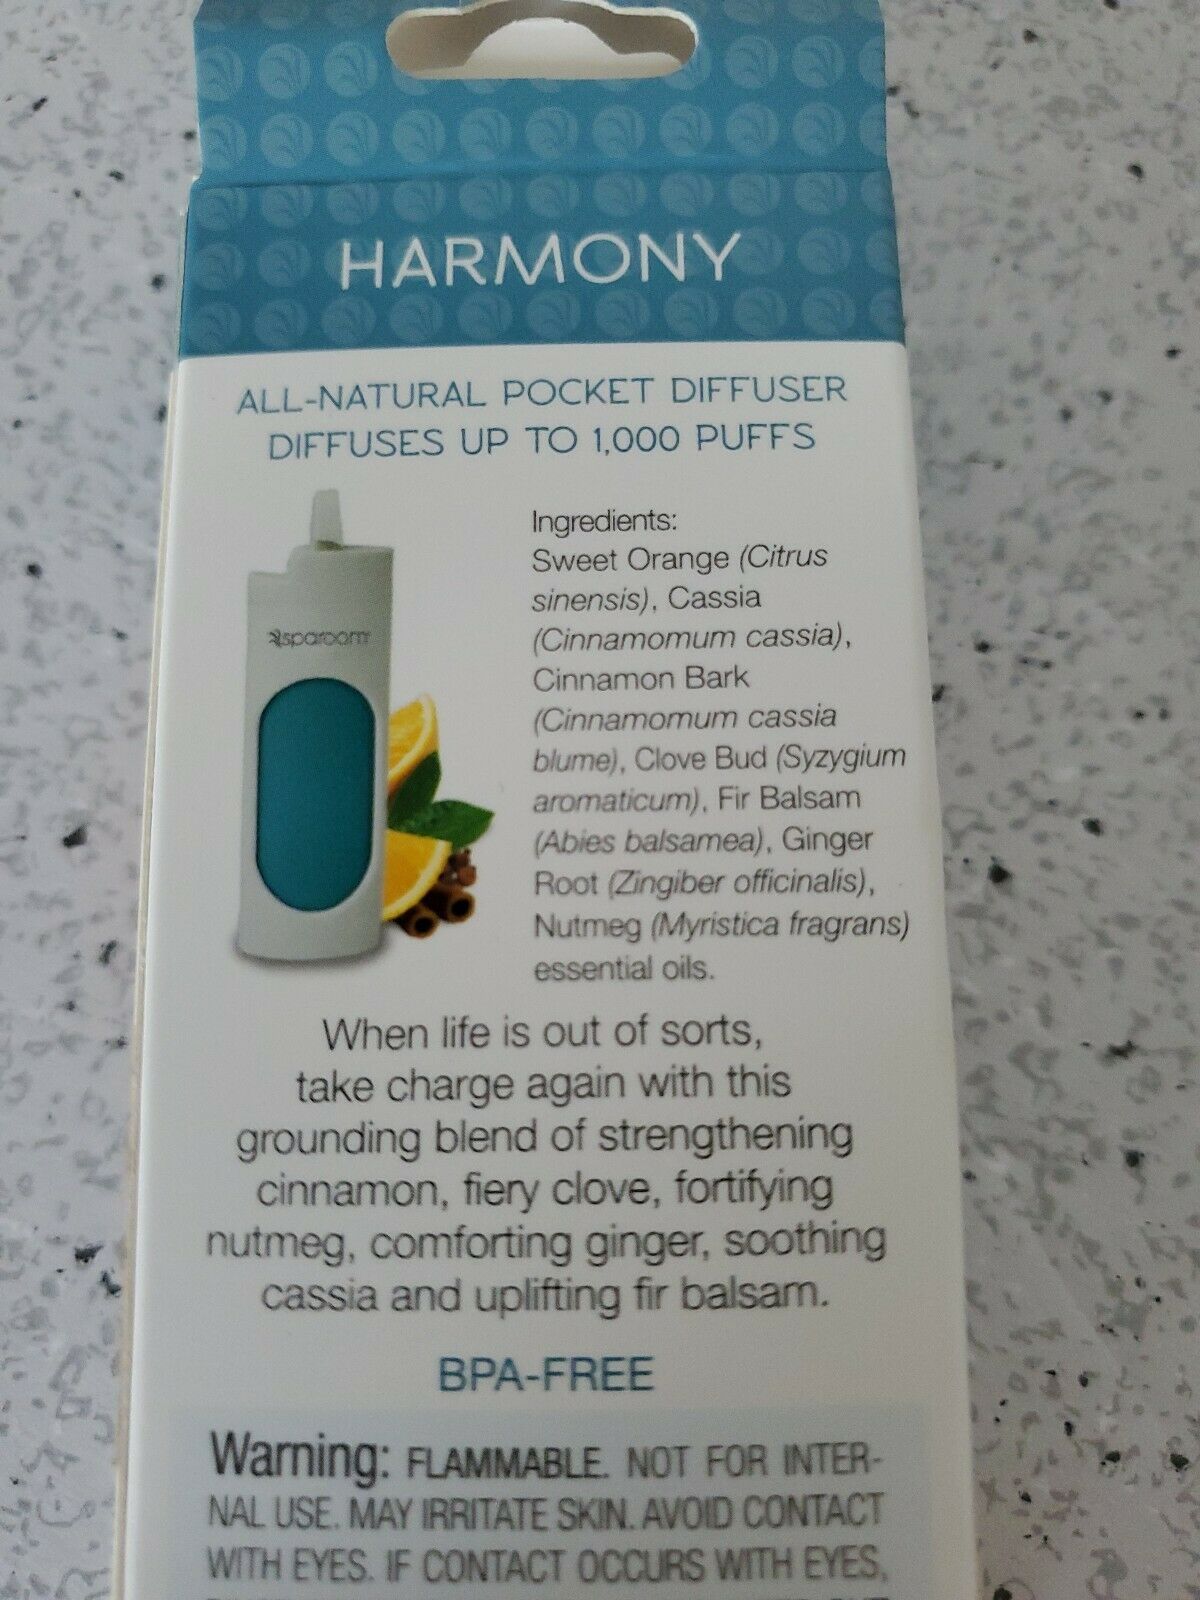 HARMONY
ALL-NATURAL POCKET DIFFUSER
DIFFUSES UP TO 1,000 PUFFS
sparoom
Ingredients:
Sweet Orange (Citrus
sinensis), Cassia
(Cinnamomum cassia),
Cinnamon Bark
(Cinnamomum cassia
blume), Clove Bud (Syzygium
aromaticum), Fir Balsam
(Abies balsamea), Ginger
Root (Zingiber officinalis),
Nutmeg (Myristica fragrans)
essential oils.
When life is out of sorts,
take charge again with this
grounding blend of strengthening
cinnamon, fiery clove, fortifying
nutmeg, comforting ginger, soothing
cassia and uplifting fir balsam.
BPA-FREE
Warning: FLAMMABLE. NOT FOR INTER-
NAL USE. MAY IRRITATE SKIN. AVOID CONTACT
WITH EYES. IF CONTACT OCCURS WITH EYES,